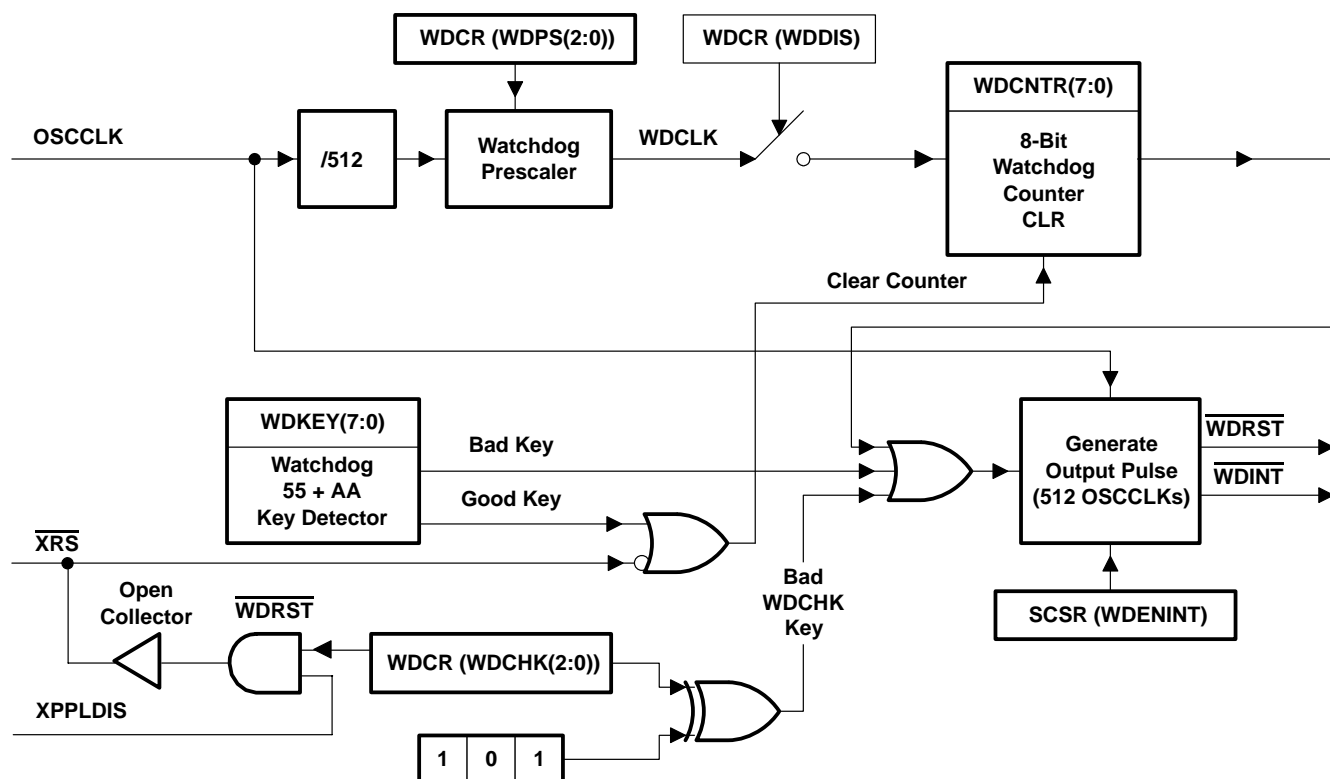 WDCR (WDPS(2:0))
WDCR (WDDIS)
WDCNTR(7:0)
OSCCLK
/512
Watchdog
Prescaler
WDCLK
8-Bit
Watchdog
Counter
CLR
Clear Counter
WDKEY(7:0)
Watchdog
55 + AA
Key Detector
Bad Key
Good Key
Generate
Output Pulse
(512 OSCCLKs)
WDRST
WDINT
XRS
Open
Collector
WDRST
WDCR (WDCHK(2:0))
Bad
WDCHK
Key
SCSR (WDENINT)
XPPLDIS
1 0 1